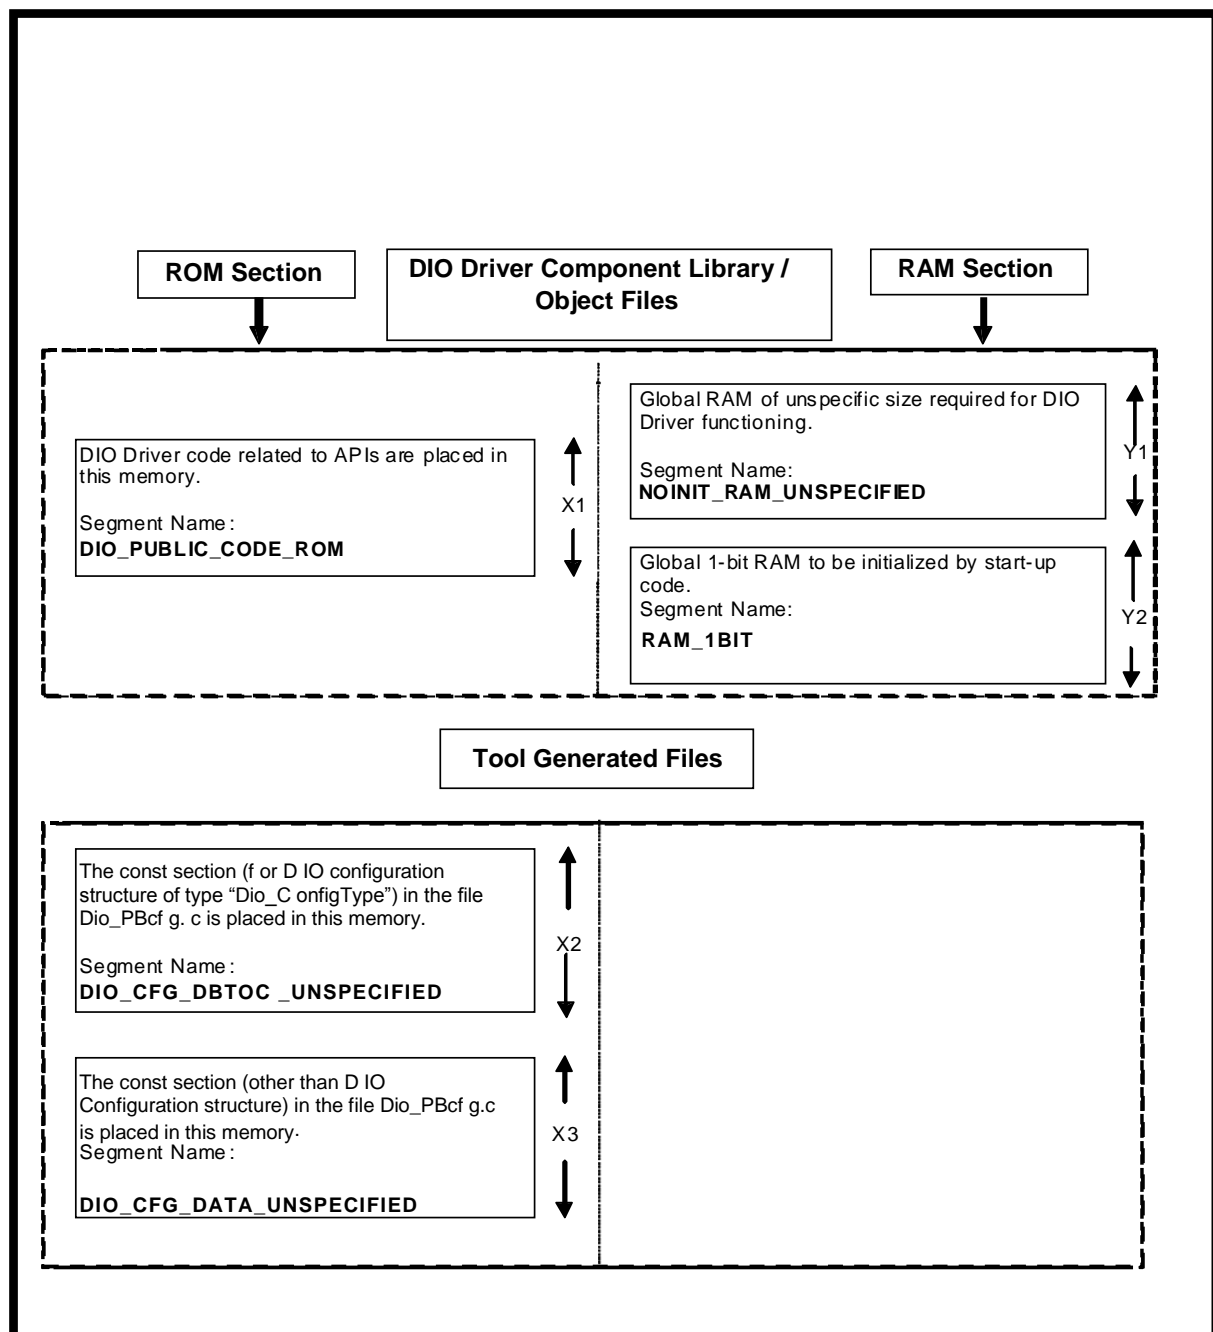 ROM Section
DIO Driver Component Library /
Object Files
RAM Section
DIO Driver code related to APIs are placed in
this memory.
Segment Name:
DIO_PUBLIC_CODE_ROM
X1
Global RAM of unspecific size required for DIO
Driver functioning.
Segment Name:
NOINIT_RAM_UNSPECIFIED
Y1
Global 1-bit RAM to be initialized by start-up
code.
Segment Name:
RAM_1BIT
Y2
Tool Generated Files
The const section (f or D IO configuration
structure of type “Dio_C onfigType”) in the file
Dio_PBcf g. c is placed in this memory.
Segment Name:
DIO_CFG_DBTOC _UNSPECIFIED
X2
The const section (other than D IO
Configuration structure) in the file Dio_PBcf g.c
is placed in this memory.
Segment Name:
DIO_CFG_DATA_UNSPECIFIED
X3